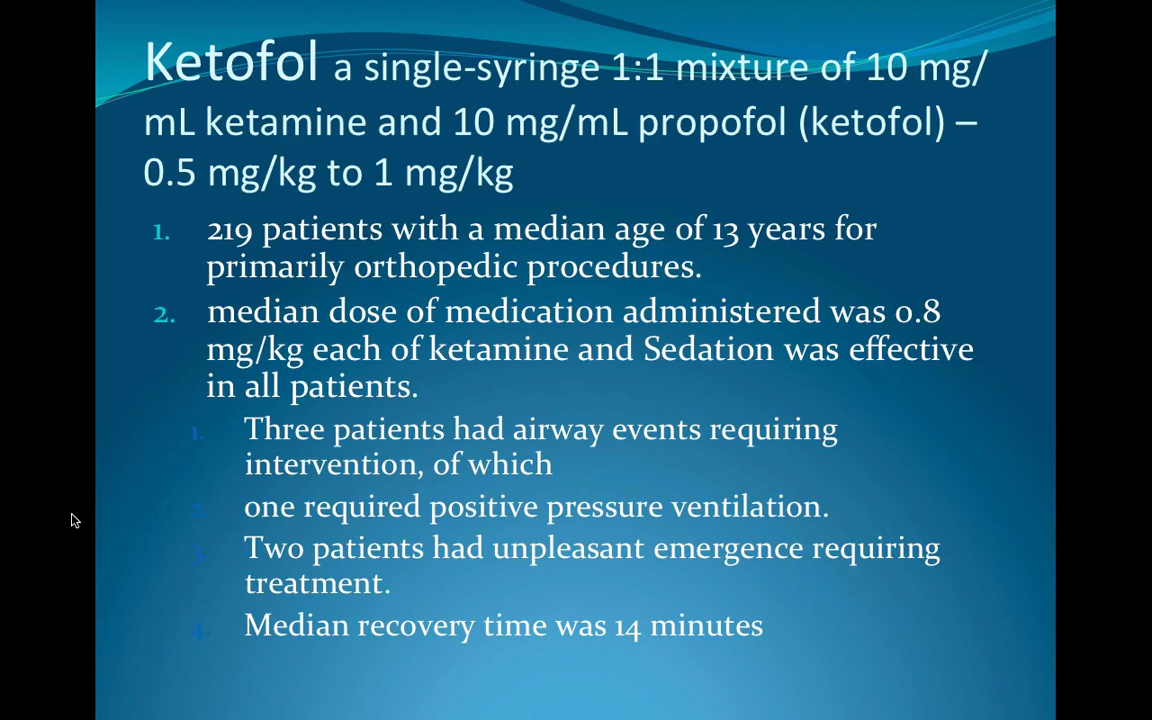 Ketofol a single-syringe 1:1 mixture of 10 mg/
mL ketamine and 10 mg/mL propofol (ketofol) –
0.5 mg/kg to 1 mg/kg
1. 219 patients with a median age of 13 years for
primarily orthopedic procedures.
2. median dose of medication administered was 0.8
mg/kg each of ketamine and Sedation was effective
in all patients.
1. Three patients had airway events requiring
intervention, of which
2. one required positive pressure ventilation.
3. Two patients had unpleasant emergence requiring
treatment.
4. Median recovery time was 14 minutes